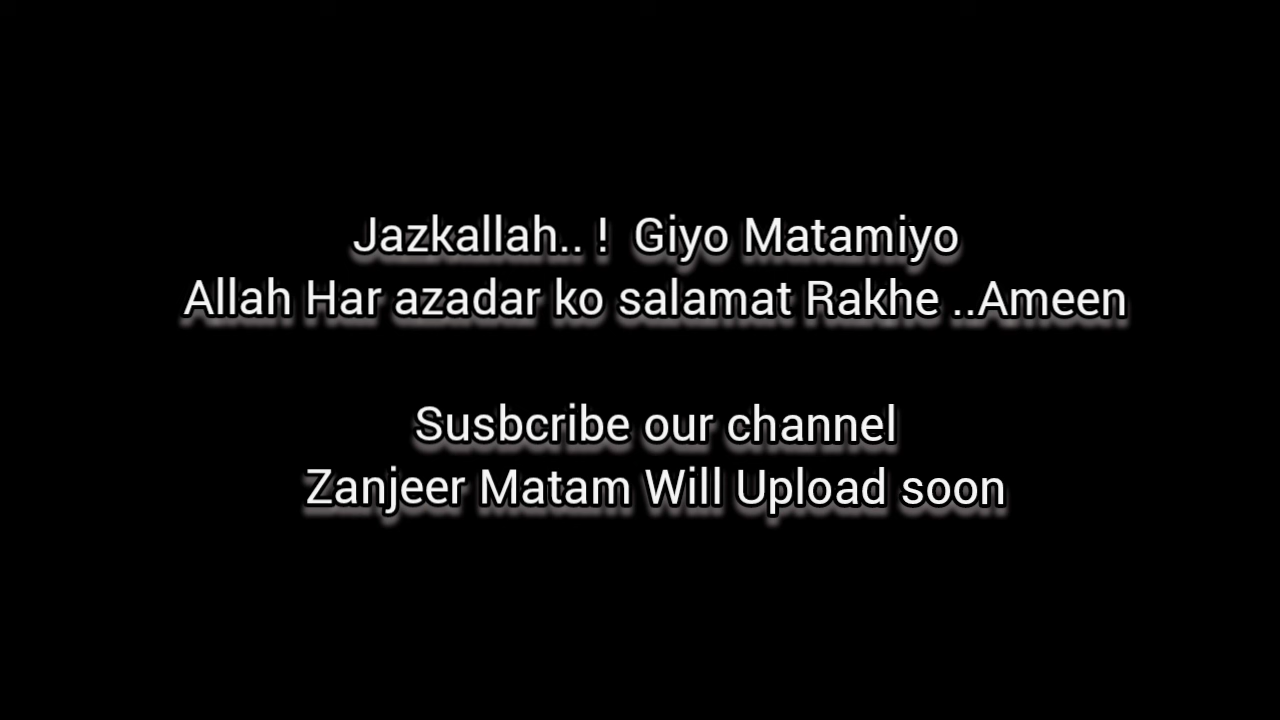 Jazkallah.. ! Giyo Matamiyo
Allah Har azadar ko salamat Rakhe ..Ameen
Susbcribe our channel
Zanjeer Matam Will Upload soon